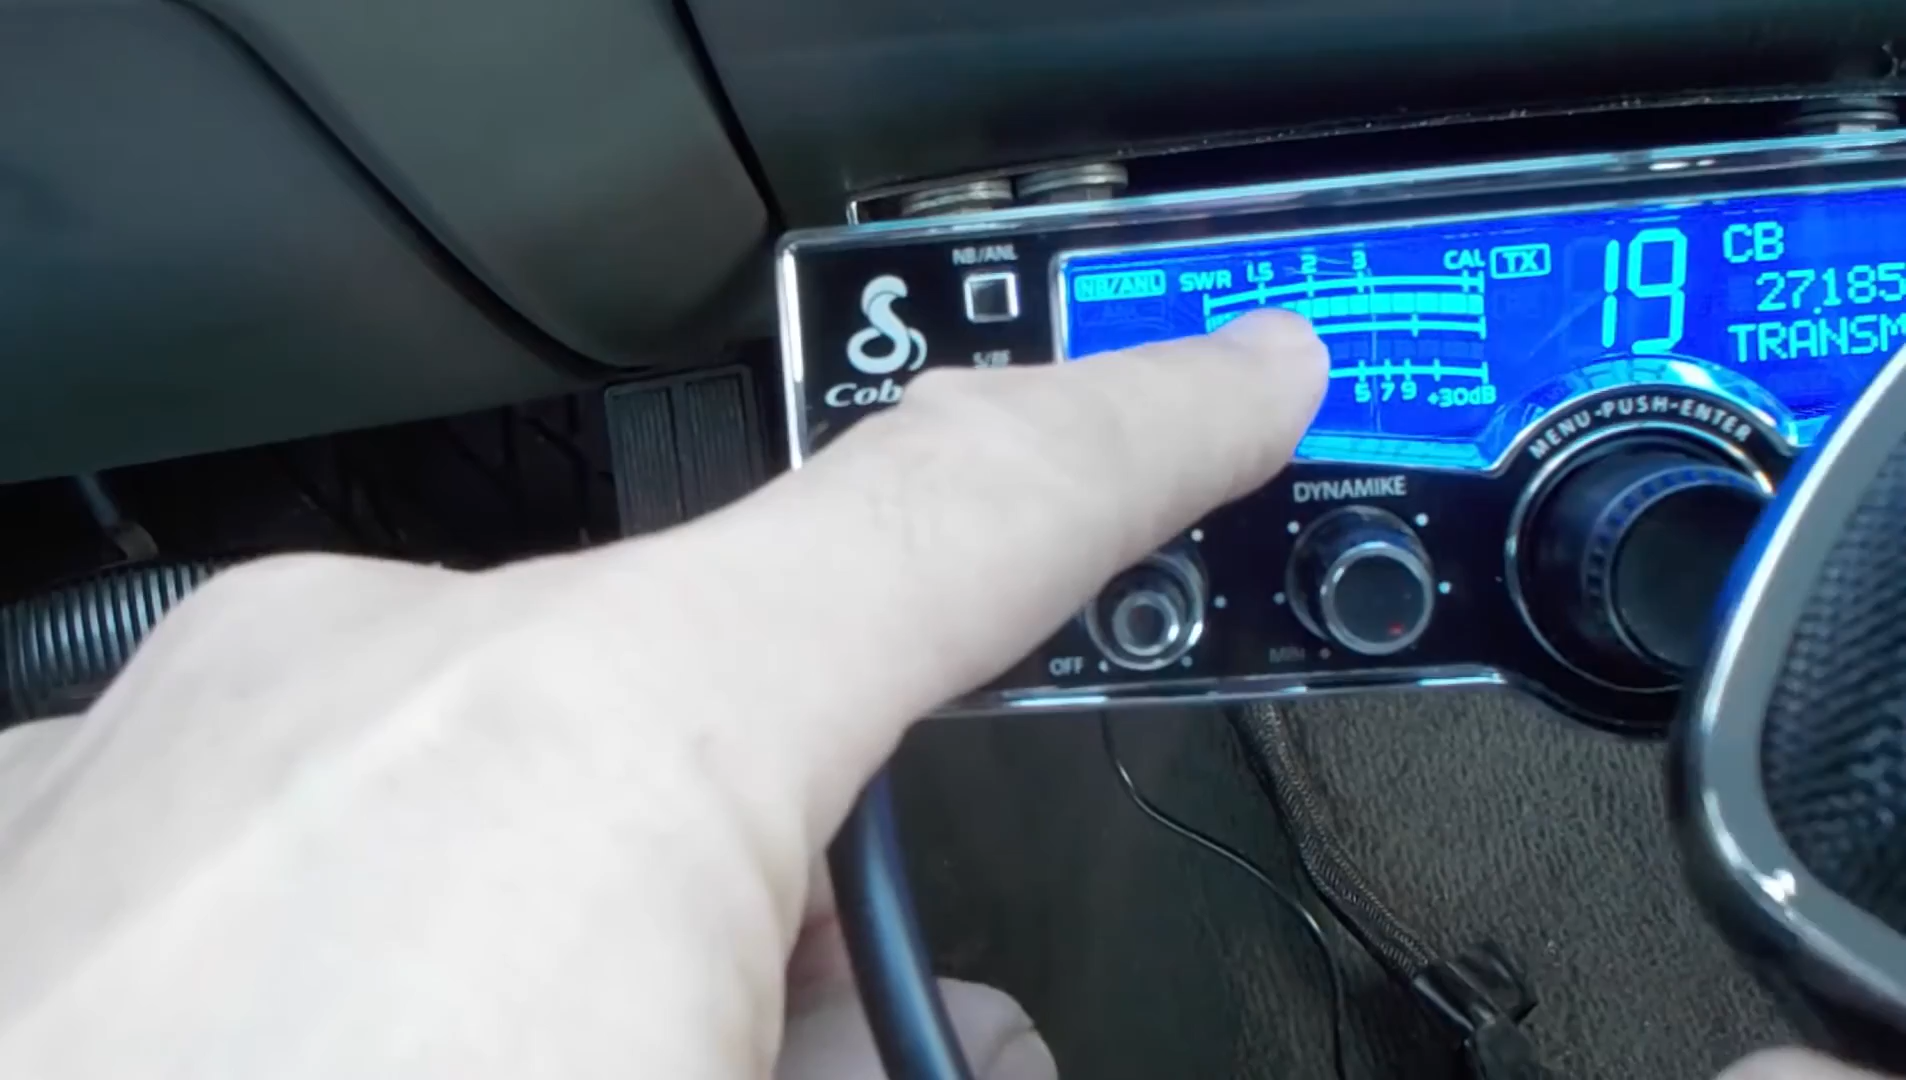 NB/ANL
NB/ANL SWR 1.5 2 3 CAL TX 19 CB
27.185
TRANSM
S/RF
Cob
5 7 9 +30dB
MENU-PUSH-ENTER
DYNAMIKE
OFF
MIN